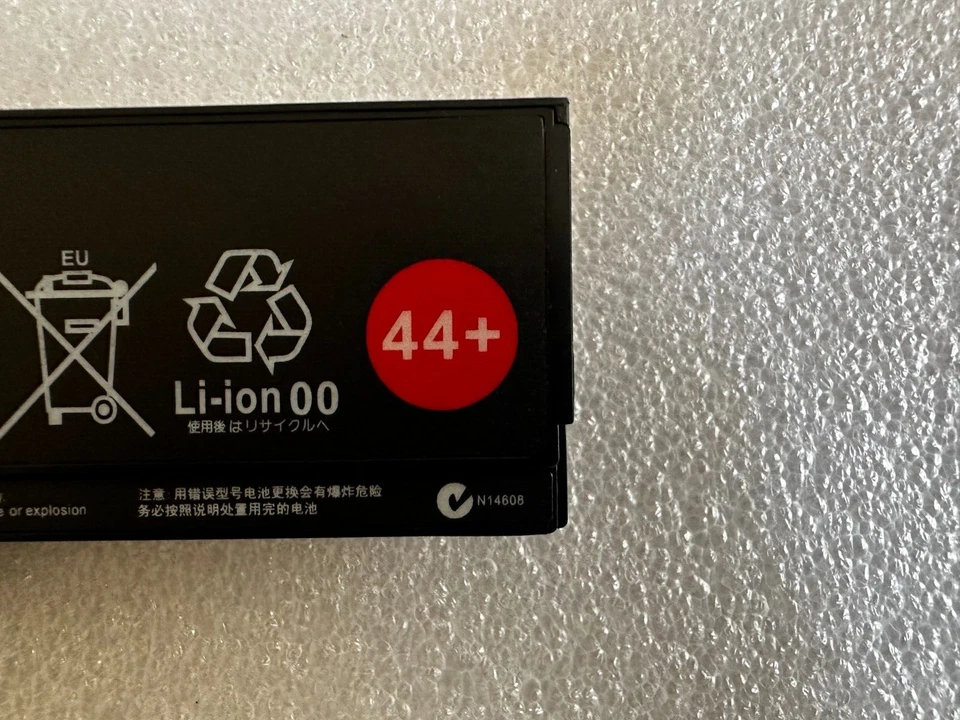 EU
44+
Li-ion 00
使用後はリサイクルへ
注意: 用错误型号电池更换会有爆炸危险
务必按照说明处置用完的电池
or explosion
N14608